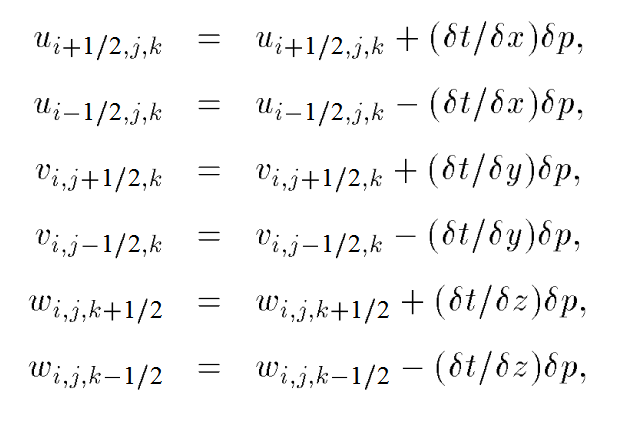 u_{i+1/2,j,k} = u_{i+1/2,j,k} + (δt/δx)δp,
u_{i−1/2,j,k} = u_{i−1/2,j,k} − (δt/δx)δp,
v_{i,j+1/2,k} = v_{i,j+1/2,k} + (δt/δy)δp,
v_{i,j−1/2,k} = v_{i,j−1/2,k} − (δt/δy)δp,
w_{i,j,k+1/2} = w_{i,j,k+1/2} + (δt/δz)δp,
w_{i,j,k−1/2} = w_{i,j,k−1/2} − (δt/δz)δp,